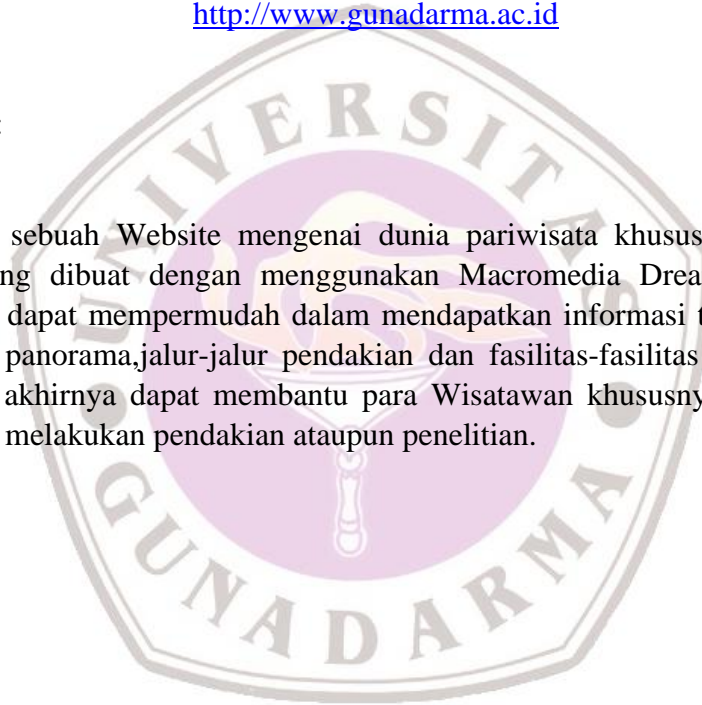 http://www.gunadarma.ac.id
:
sebuah Website mengenai dunia pariwisata khusus
ng dibuat dengan menggunakan Macromedia Drea
dapat mempermudah dalam mendapatkan informasi t
panorama,jalur-jalur pendakian dan fasilitas-fasilitas
akhirnya dapat membantu para Wisatawan khususny
melakukan pendakian ataupun penelitian.
UNIVERSITAS
GUNADARMA